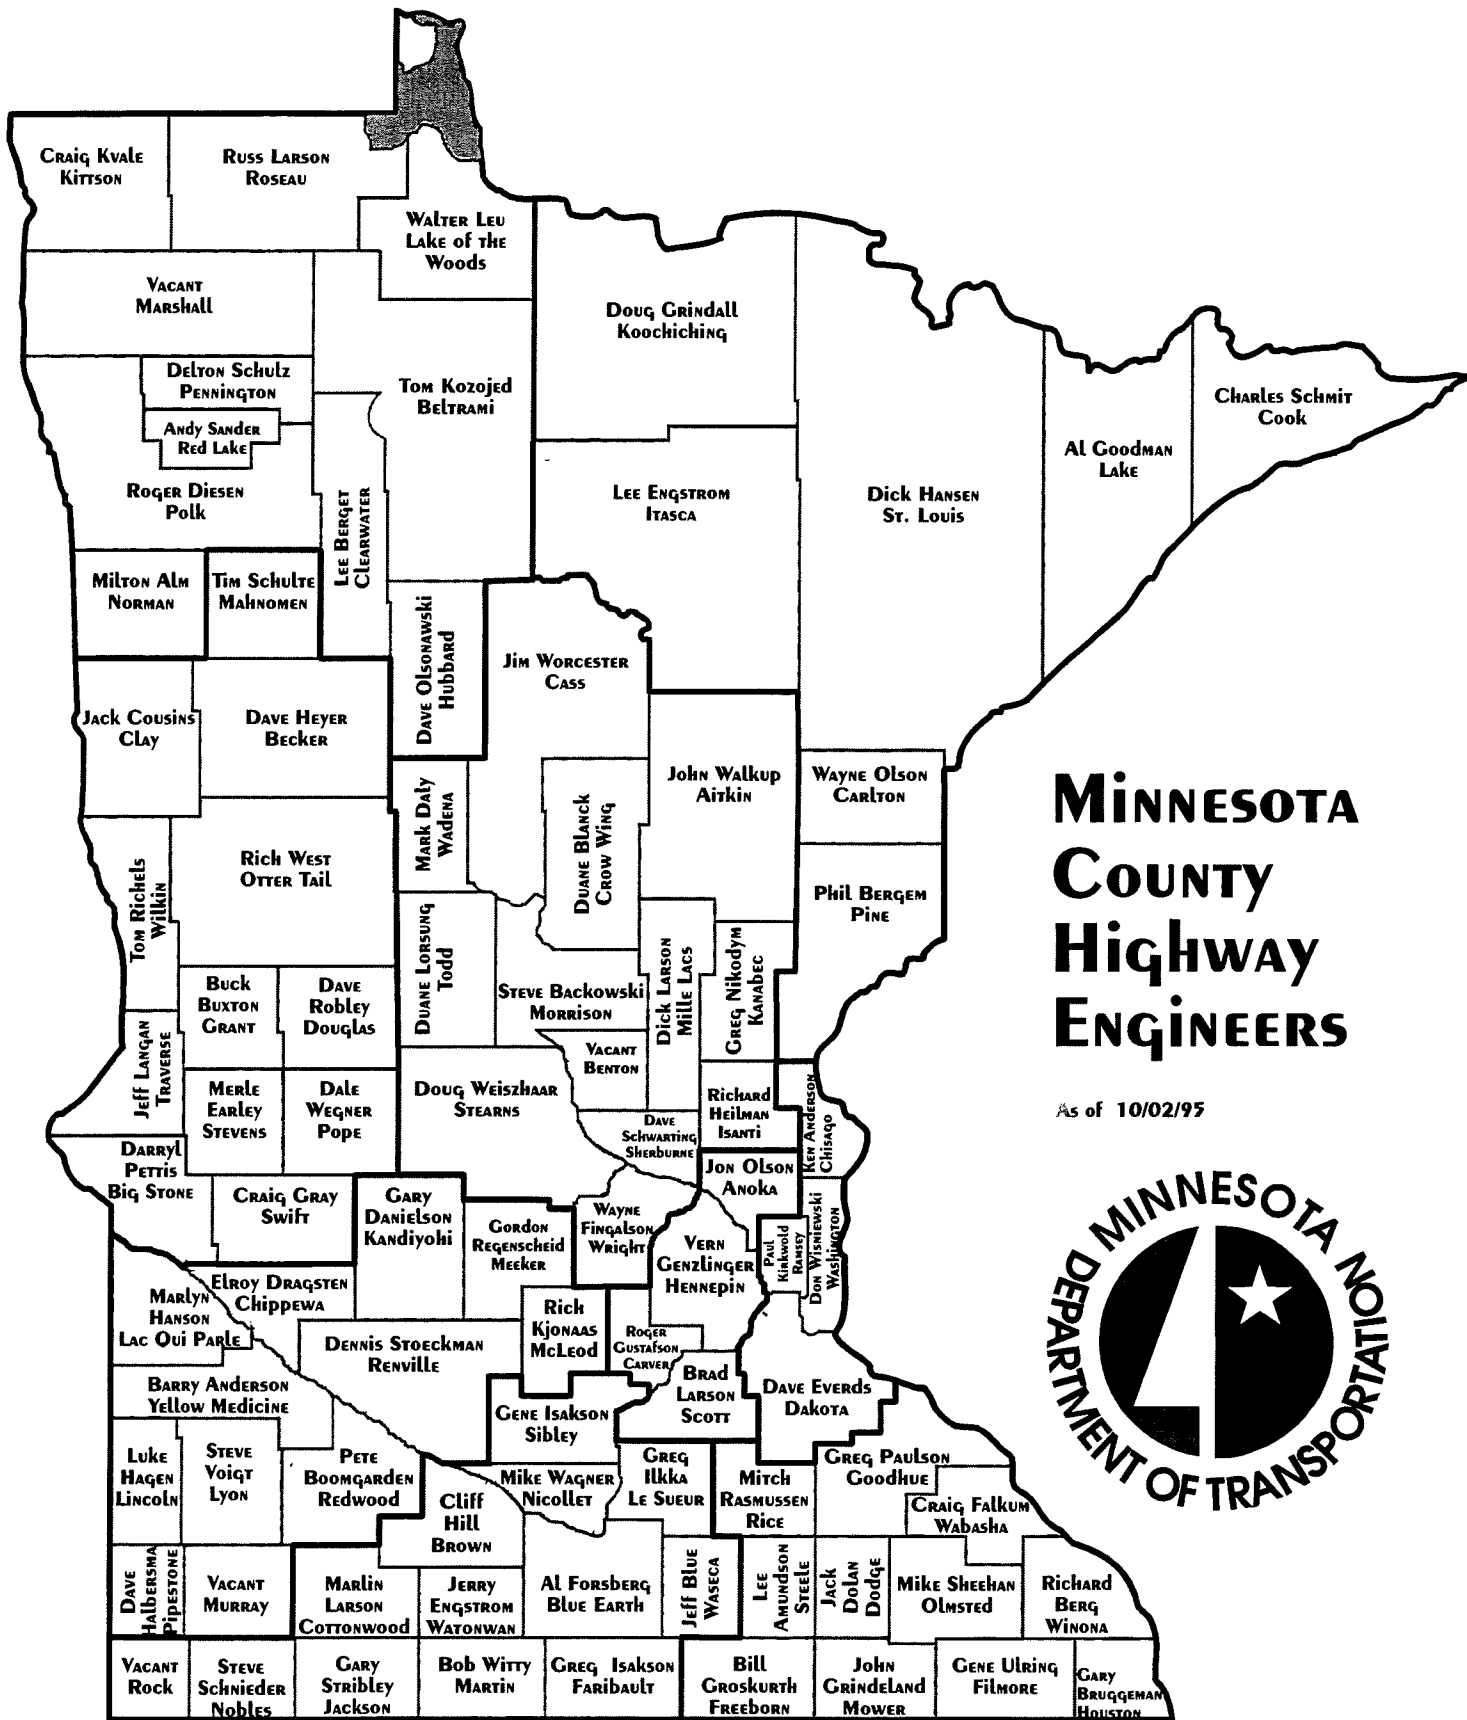 Craig Kvale
Kittson
Russ Larson
Roseau
Walter Leu
Lake of the
Woods
Vacant
Marshall
Doug Grindall
Koochiching
Delton Schulz
Pennington
Tom Kozojed
Beltrami
Charles Schmit
Cook
Andy Sander
Red Lake
Al Goodman
Lake
Roger Diesen
Polk
Lee Engstrom
Itasca
Dick Hansen
St. Louis
Lee Berget
Clearwater
Milton Alm
Norman
Tim Schulte
Mahnomen
Dave Olsonawski
Hubbard
Jim Worcester
Cass
Jack Cousins
Clay
Dave Heyer
Becker
John Walkup
Aitkin
Wayne Olson
Carlton
Mark Daly
Wadena
Duane Blanck
Crow Wing
Tom Richels
Wilkin
Rich West
Otter Tail
Phil Bergem
Pine
Minnesota
County
Highway
Engineers
As of 10/02/95
Duane Lorsung
Todd
Steve Backowski
Morrison
Dick Larson
Mille Lacs
Greg Nikodym
Kanabec
Buck
Buxton
Grant
Dave
Robley
Douglas
Jeff Langan
Traverse
Vacant
Benton
Merle
Earley
Stevens
Dale
Wegner
Pope
Doug Weiszhaar
Stearns
Richard
Heilman
Isanti
Ken Anderson
Chisago
Dave
Schwarting
Sherburne
Darryl
Pettis
Big Stone
Craig Gray
Swift
Gary
Danielson
Kandiyohi
Gordon
Regenscheid
Meeker
Wayne
Fingalson
Wright
Jon Olson
Anoka
Vern
Genzlinger
Hennepin
Paul
Kirkwold
Ramsey
Don Wisniewski
Washington
Marlyn
Hanson
Lac Qui Parle
Elroy Dragsten
Chippewa
Dennis Stoeckman
Renville
Rich
Kjonaas
McLeod
Roger
Gustafson
Carver
Brad
Larson
Scott
Dave Everds
Dakota
Barry Anderson
Yellow Medicine
Gene Isakson
Sibley
Luke
Hagen
Lincoln
Steve
Voigt
Lyon
Pete
Boomgarden
Redwood
Cliff
Hill
Brown
Mike Wagner
Nicollet
Greg
Ilkka
Le Sueur
Mitch
Rasmussen
Rice
Greg Paulson
Goodhue
Craig Falkum
Wabasha
Dave
Halbersma
Pipestone
Vacant
Murray
Marlin
Larson
Cottonwood
Jerry
Engstrom
Watonwan
Al Forsberg
Blue Earth
Jeff Blue
Waseca
Lee
Amundson
Steele
Jack
Dolan
Dodge
Mike Sheehan
Olmsted
Richard
Berg
Winona
Vacant
Rock
Steve
Schnieder
Nobles
Gary
Stribley
Jackson
Bob Witty
Martin
Greg Isakson
Faribault
Bill
Groskurth
Freeborn
John
Grindeland
Mower
Gene Ulring
Filmore
Gary
Bruggeman
Houston
MINNESOTA
DEPARTMENT OF TRANSPORTATION